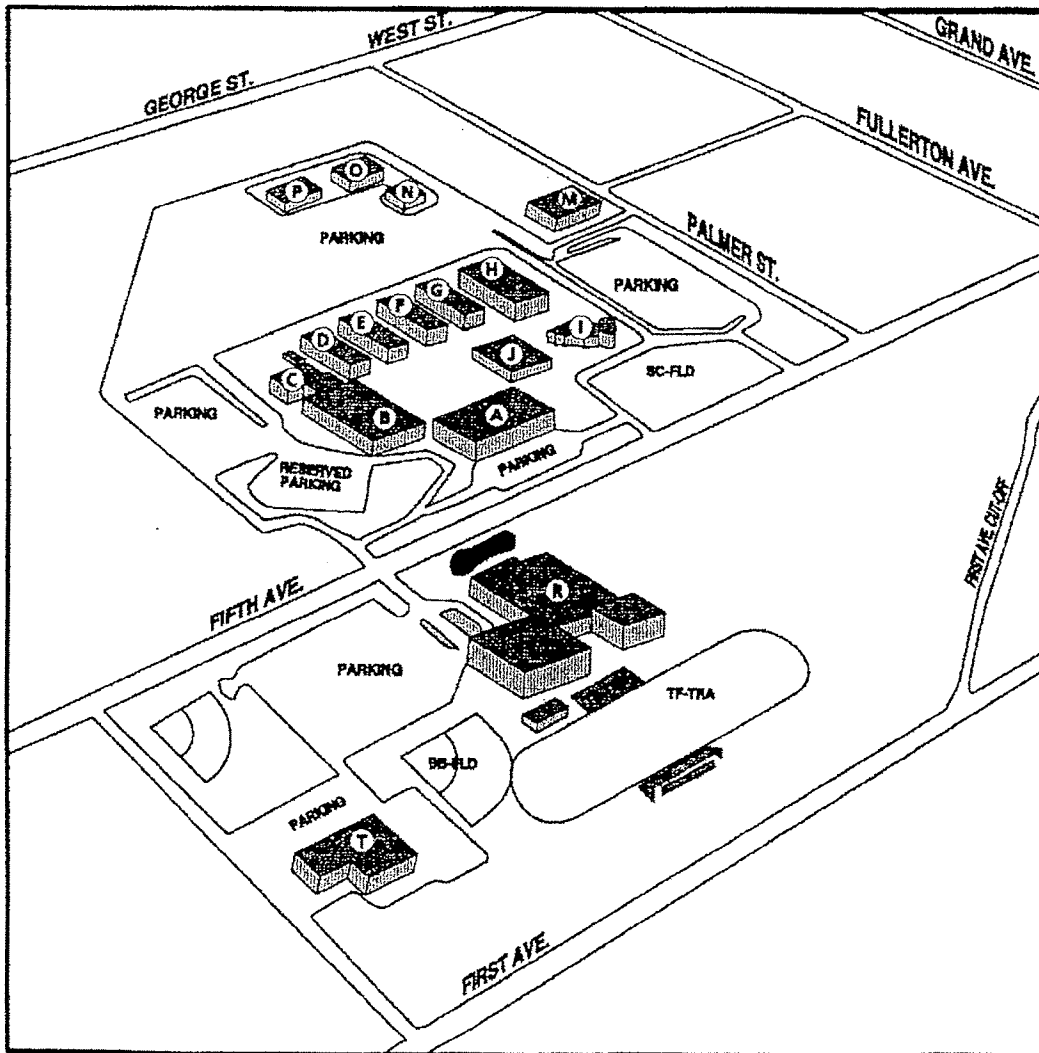 GRAND AVE.
WEST ST.
GEORGE ST.
FULLERTON AVE.
O
P
N
M
PARKING
PALMER ST.
H
PARKING
G
F
E
I
D
J
SC-FLD
C
PARKING
B
A
PARKING
RESERVED
PARKING
FIRST AVE. CUT-OFF
FIFTH AVE.
R
PARKING
TF-TRA
BB-FLD
PARKING
T
FIRST AVE.